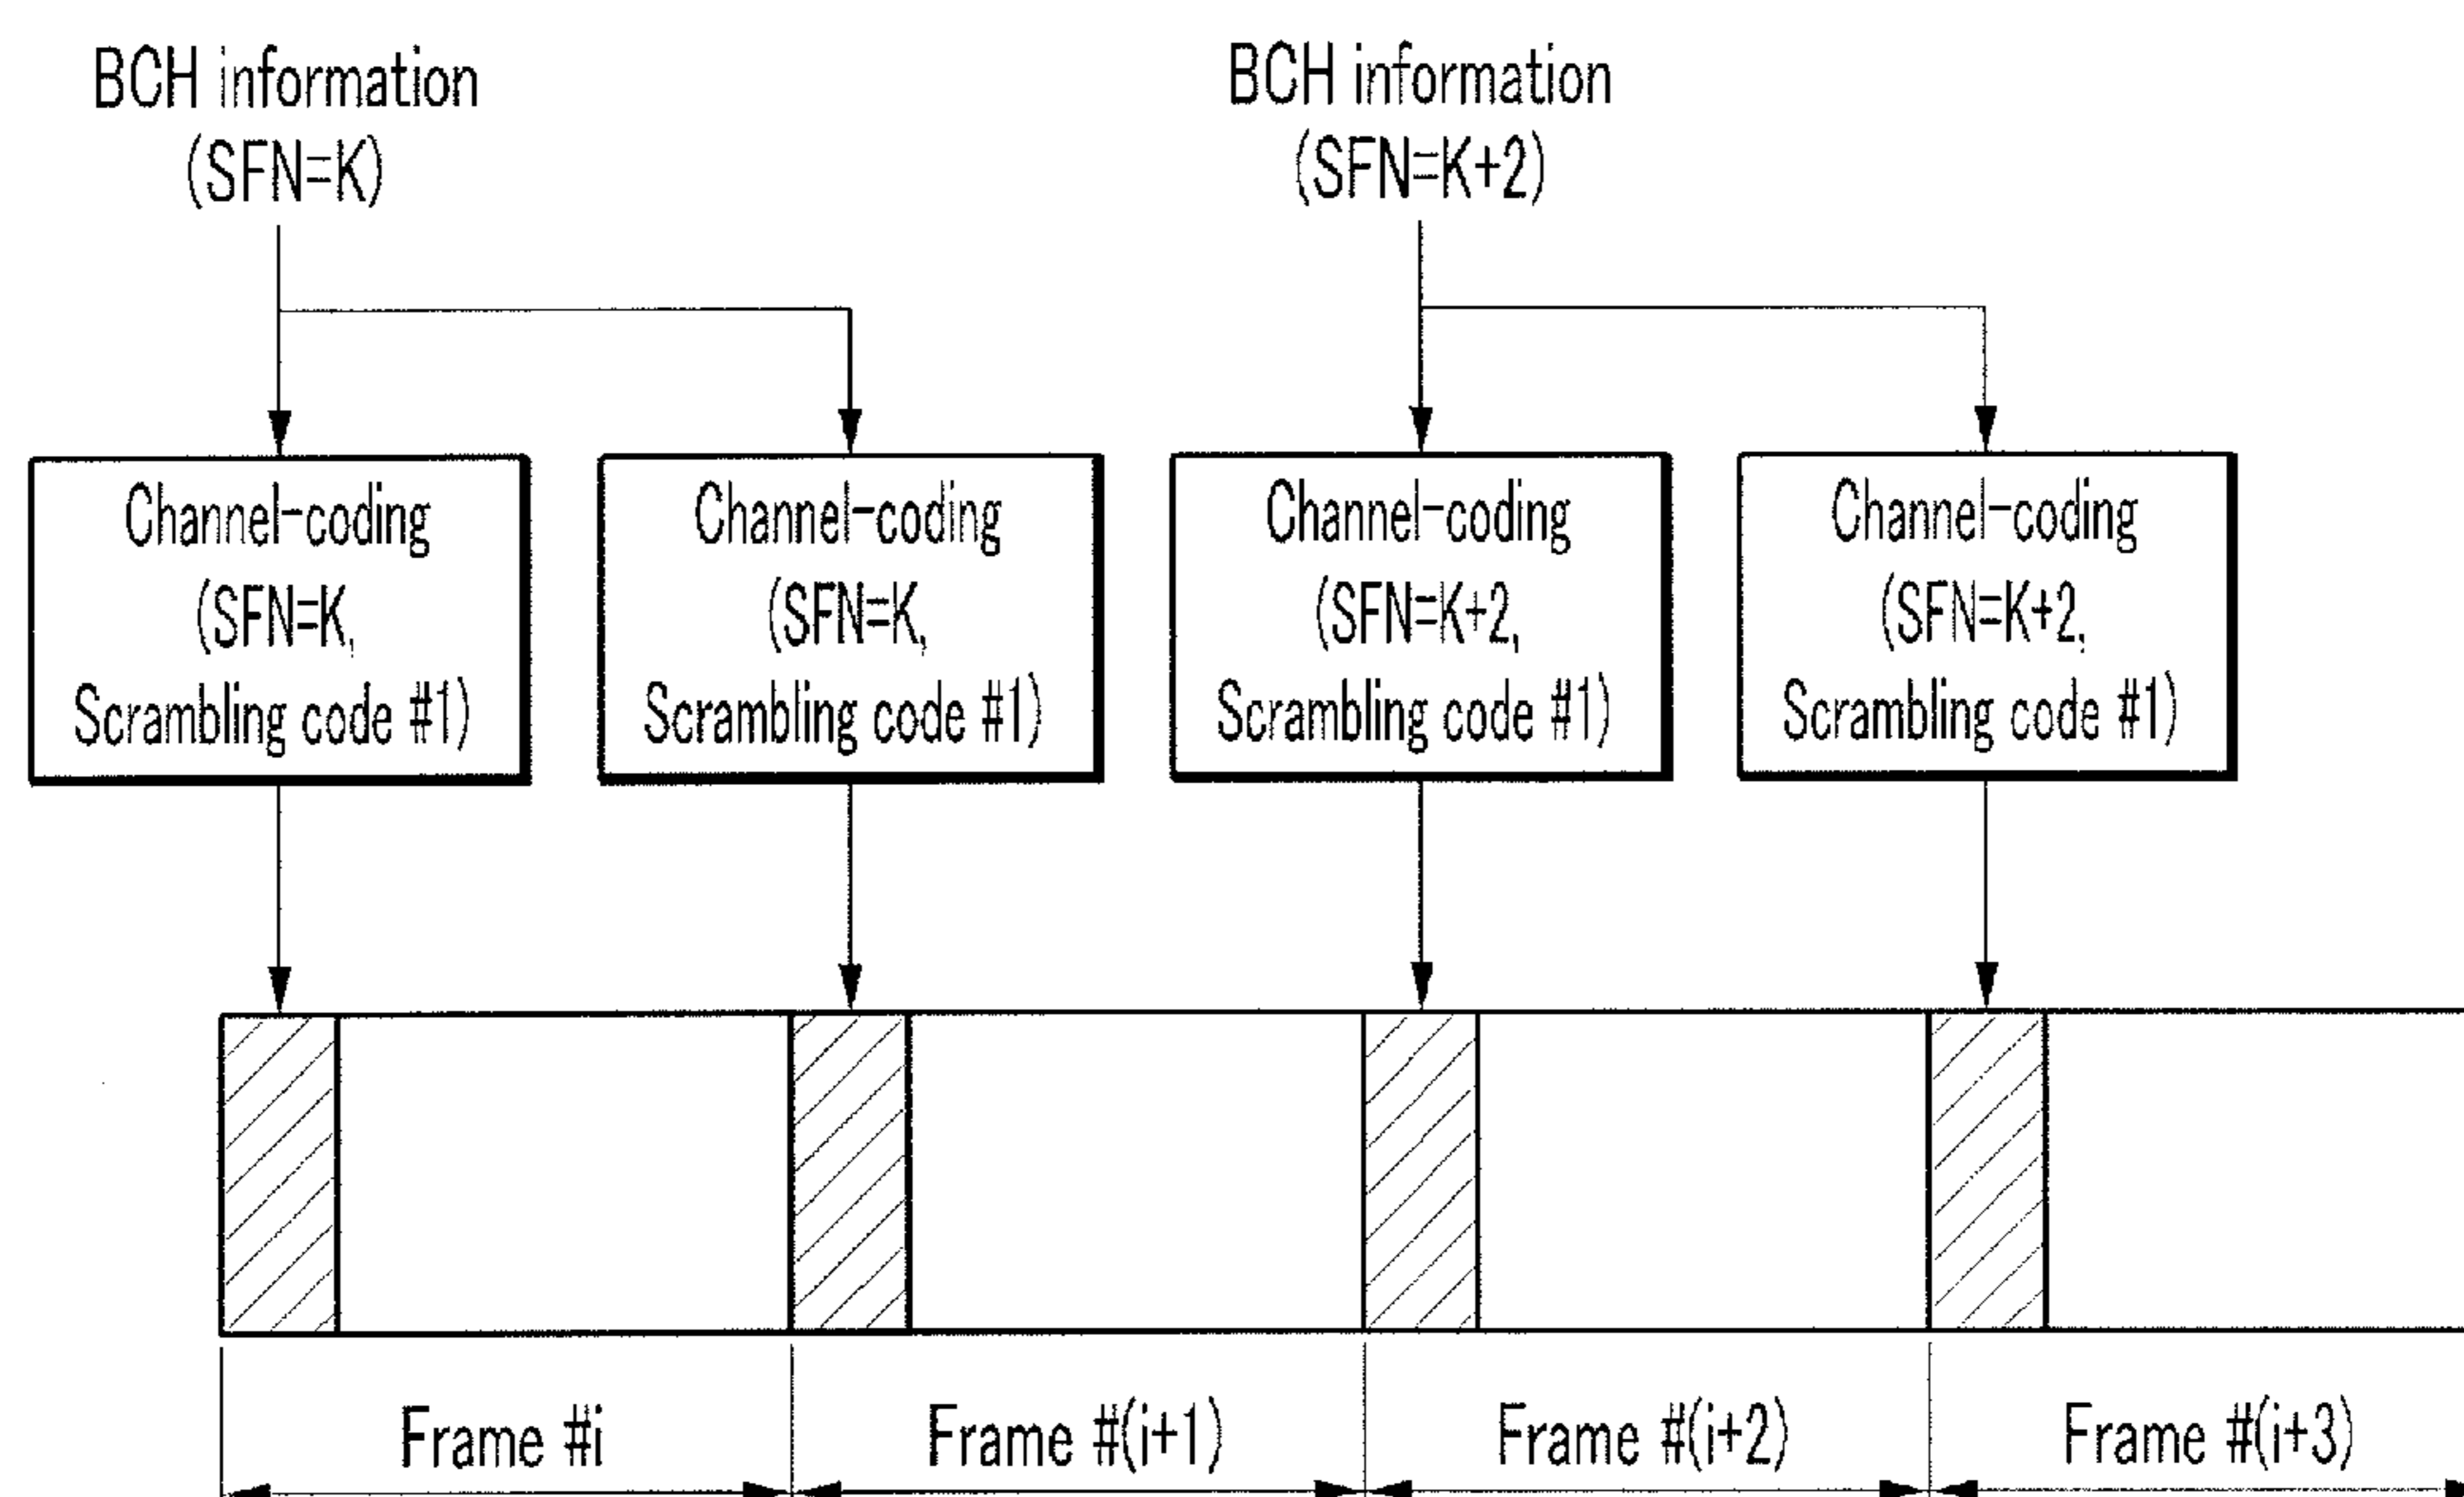 BCH information
(SFN=K)
BCH information
(SFN=K+2)
Channel-coding
(SFN=K,
Scrambling code #1)
Channel-coding
(SFN=K,
Scrambling code #1)
Channel-coding
(SFN=K+2,
Scrambling code #1)
Channel-coding
(SFN=K+2,
Scrambling code #1)
Frame #i
Frame #(i+1)
Frame #(i+2)
Frame #(i+3)